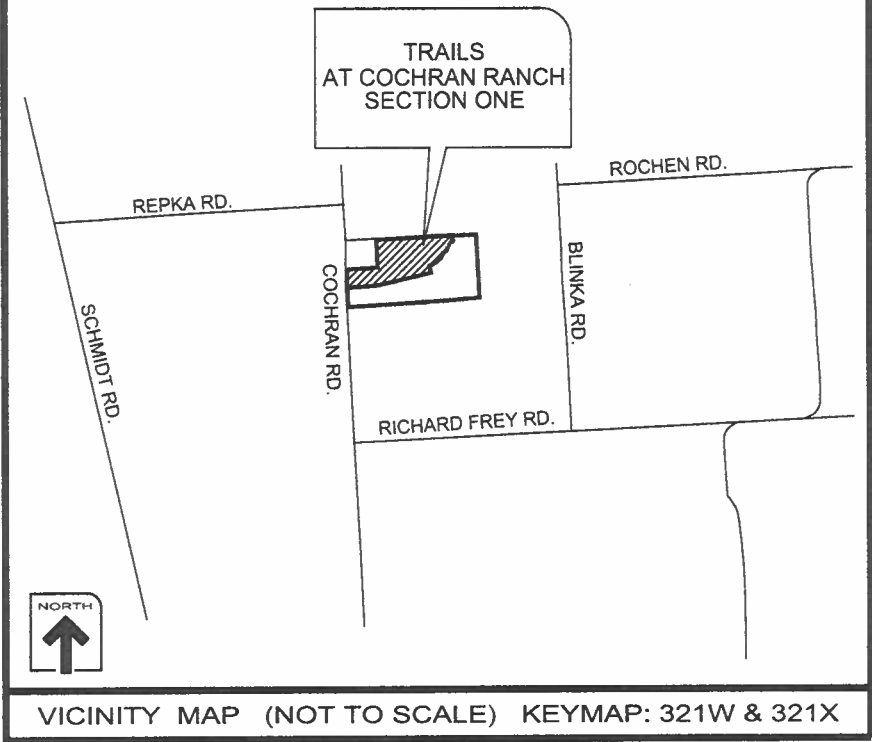 TRAILS
AT COCHRAN RANCH
SECTION ONE
ROCHEN RD.
REPKA RD.
BLINKA RD.
COCHRAN RD.
SCHMIDT RD.
RICHARD FREY RD.
NORTH
VICINITY MAP (NOT TO SCALE) KEYMAP: 321W & 321X